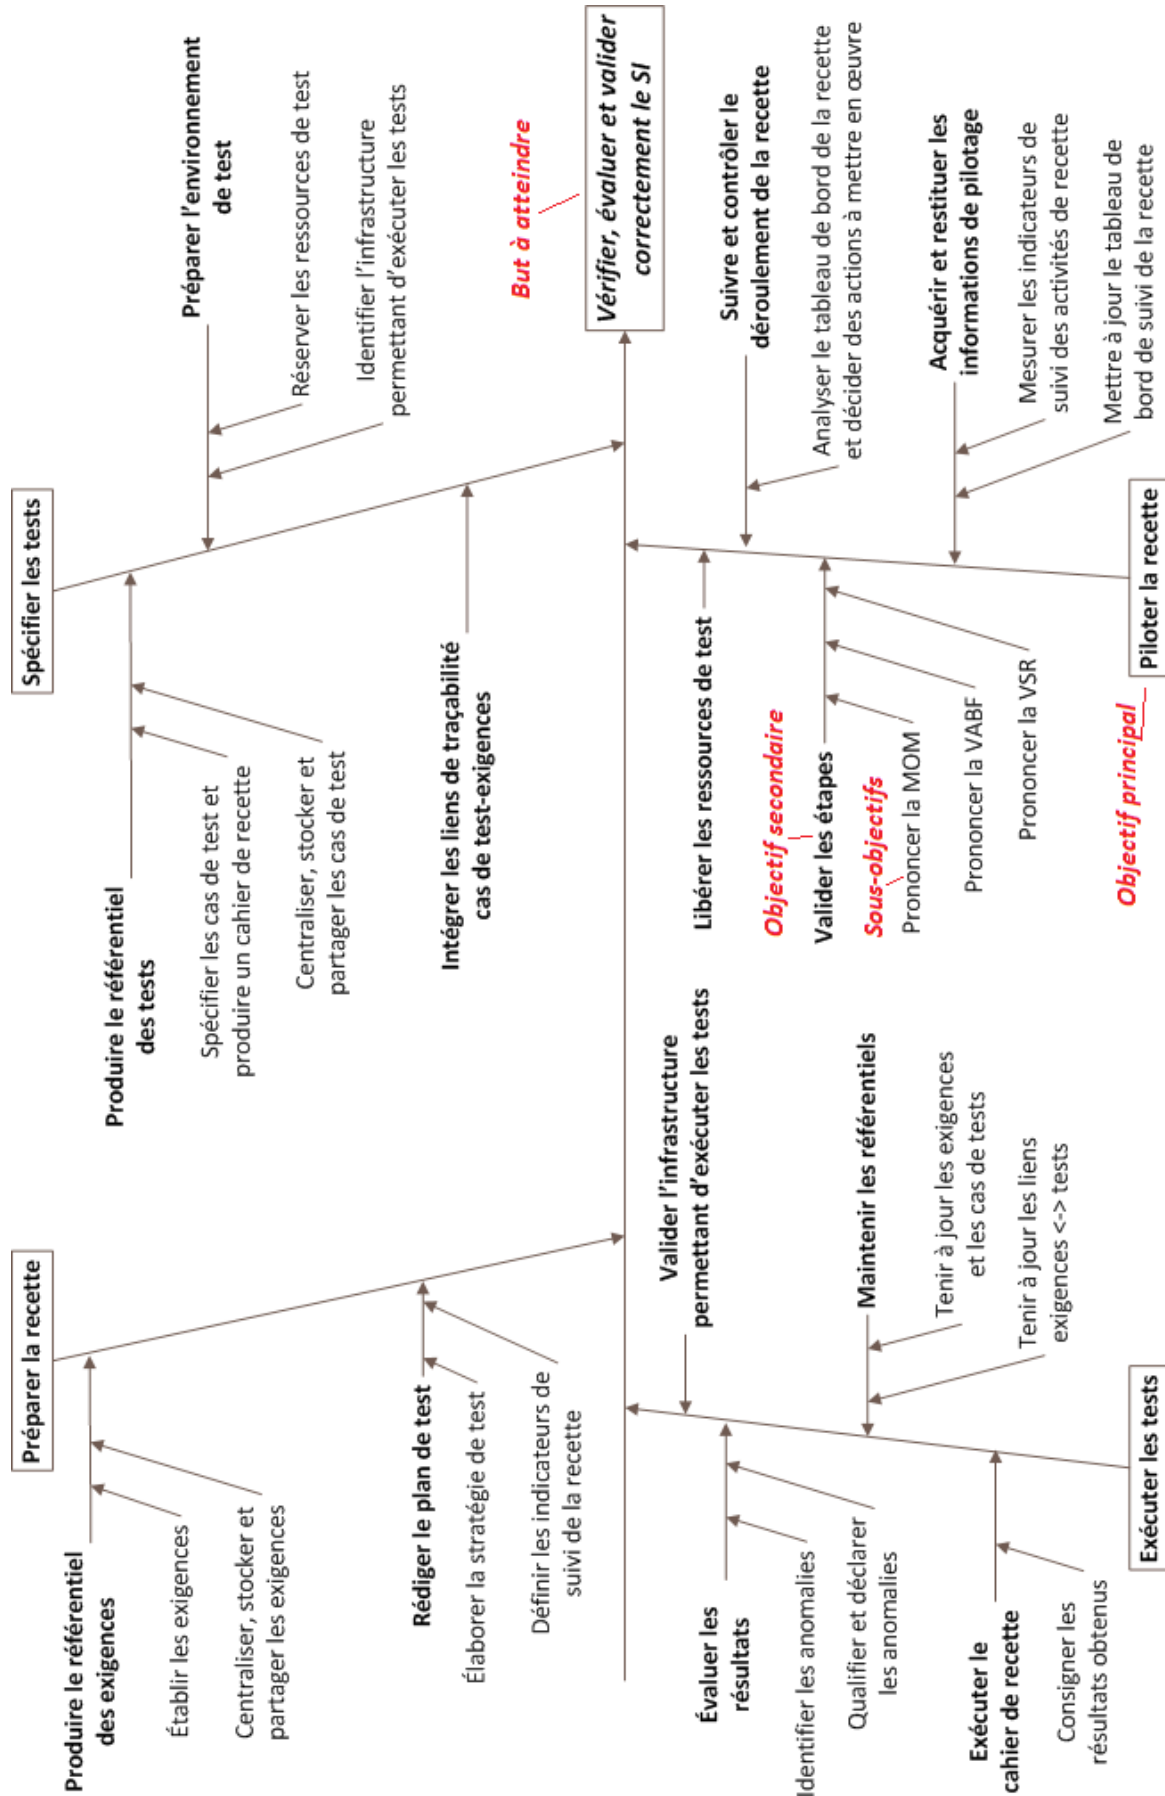 Préparer la recette
Produire le référentiel
des exigences
Établir les exigences
Centraliser, stocker et
partager les exigences
Rédiger le plan de test
Élaborer la stratégie de test
Définir les indicateurs de
suivi de la recette
Spécifier les tests
Produire le référentiel
des tests
Spécifier les cas de test et
produire un cahier de recette
Centraliser, stocker et
partager les cas de test
Intégrer les liens de traçabilité
cas de test-exigences
Préparer l’environnement
de test
Réserver les ressources de test
Identifier l’infrastructure
permettant d’exécuter les tests
But à atteindre
Vérifier, évaluer et valider
correctement le SI
Évaluer les
résultats
Identifier les anomalies
Qualifier et déclarer
les anomalies
Exécuter le
cahier de recette
Consigner les
résultats obtenus
Valider l’infrastructure
permettant d’exécuter les tests
Maintenir les référentiels
Tenir à jour les exigences
et les cas de tests
Tenir à jour les liens
exigences <-> tests
Exécuter les tests
Libérer les ressources de test
Objectif secondaire
Valider les étapes
Sous-objectifs
Prononcer la MOM
Prononcer la VABF
Prononcer la VSR
Suivre et contrôler le
déroulement de la recette
Analyser le tableau de bord de la recette
et décider des actions à mettre en œuvre
Acquérir et restituer les
informations de pilotage
Mesurer les indicateurs de
suivi des activités de recette
Mettre à jour le tableau de
bord de suivi de la recette
Objectif principal
Piloter la recette